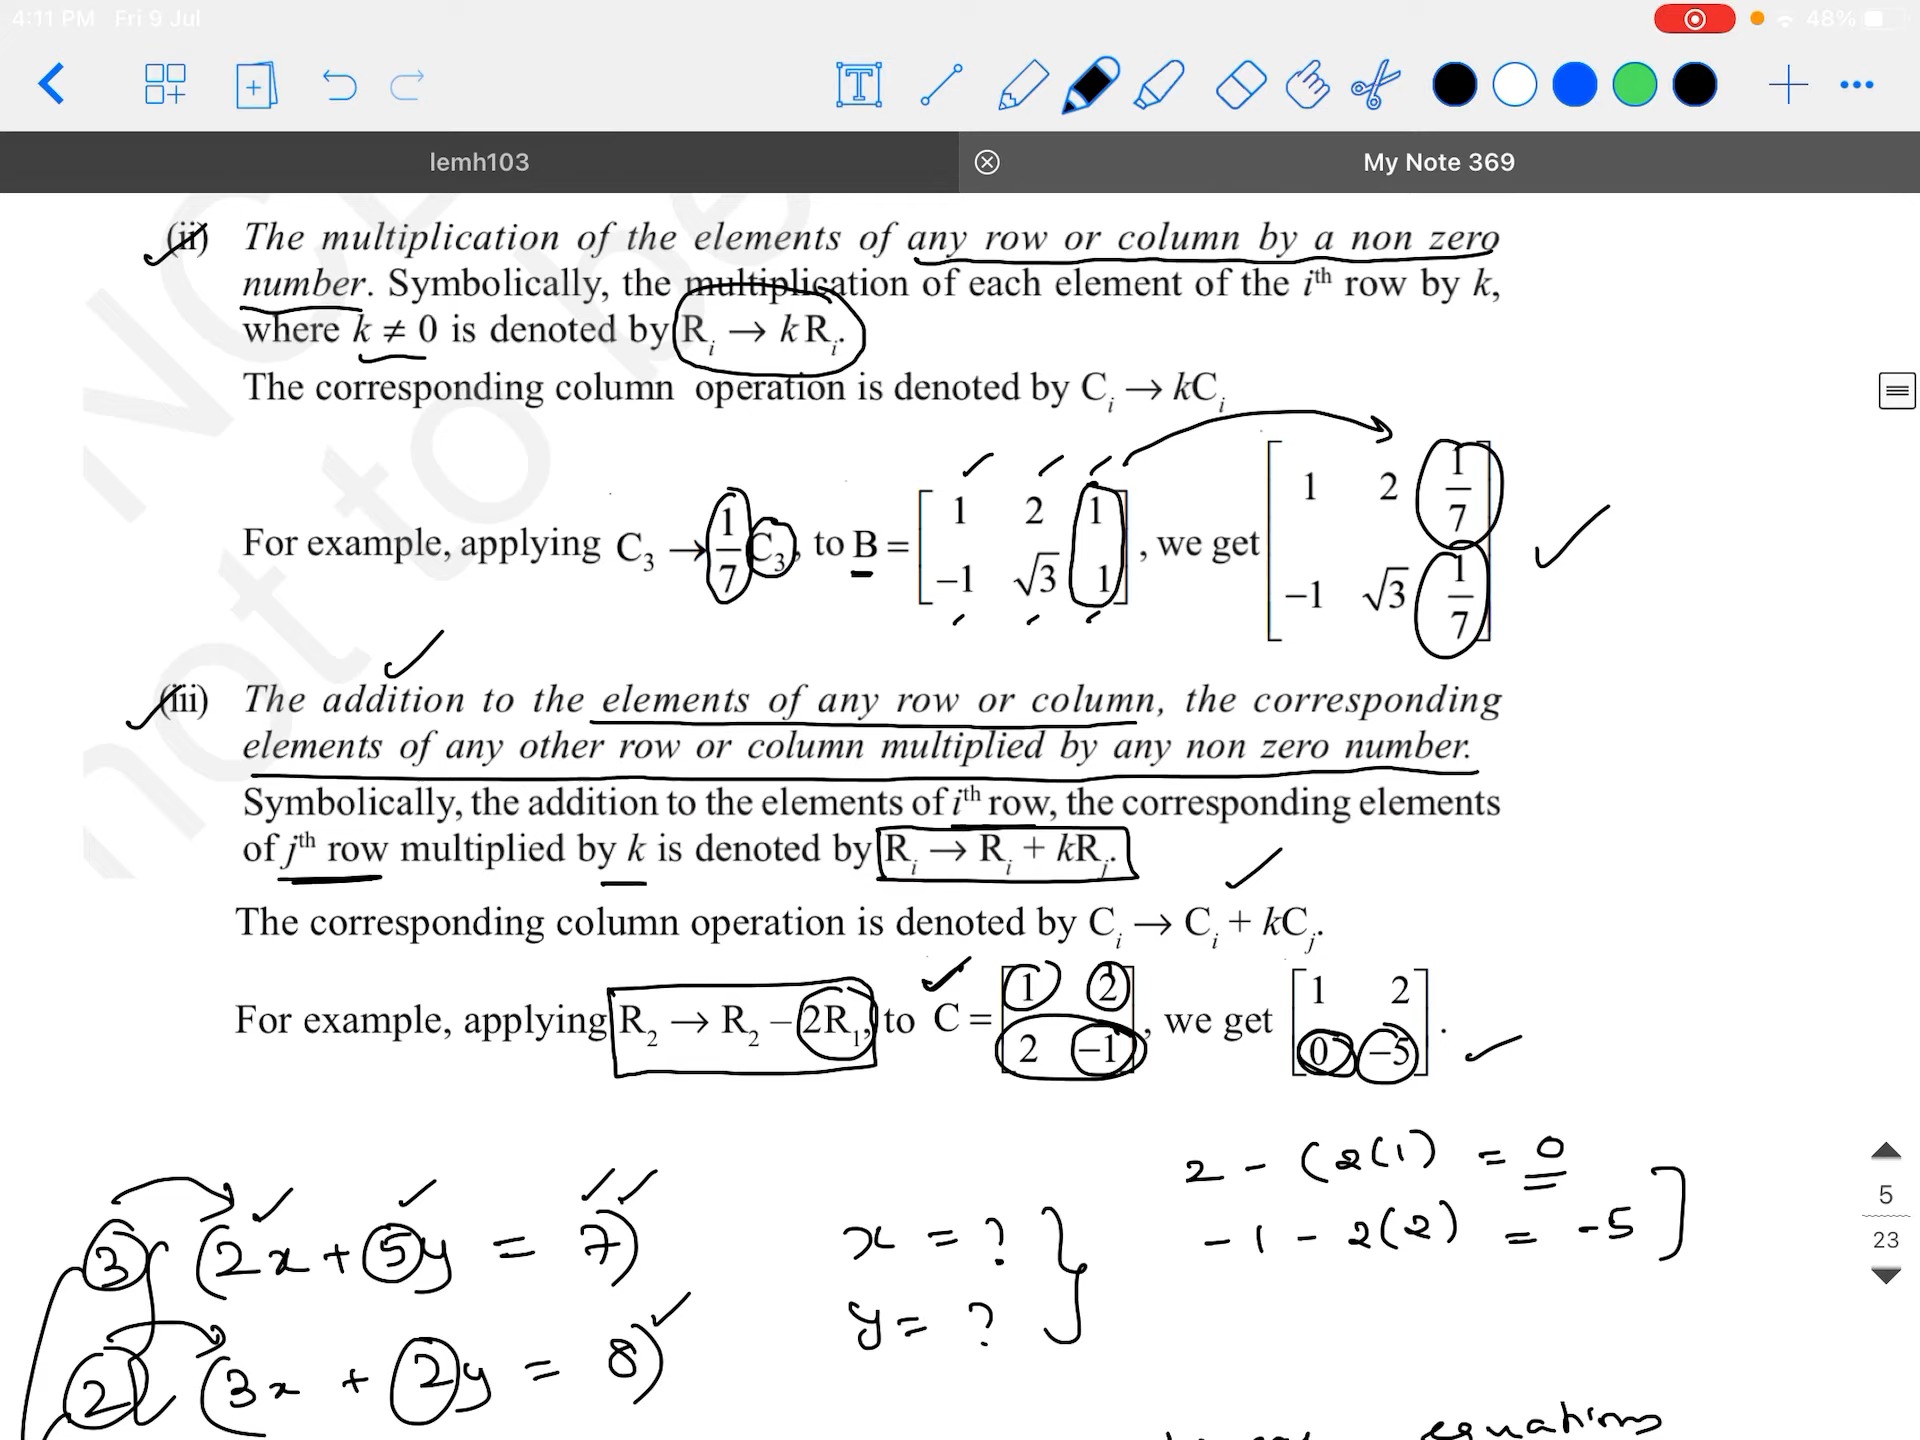 4:11 PM Fri 9 Jul 48%
lemh103 My Note 369
(ii) The multiplication of the elements of any row or column by a non zero
number. Symbolically, the multiplication of each element of the iᵗʰ row by k,
where k ≠ 0 is denoted by Rᵢ → kRᵢ.
The corresponding column operation is denoted by Cᵢ → kCᵢ
For example, applying C₃ → 1/7 C₃, to B = [1 2 1; −1 √3 1], we get [1 2 1/7; −1 √3 1/7]
(iii) The addition to the elements of any row or column, the corresponding
elements of any other row or column multiplied by any non zero number.
Symbolically, the addition to the elements of iᵗʰ row, the corresponding elements
of jᵗʰ row multiplied by k is denoted by Rᵢ → Rᵢ + kRⱼ.
The corresponding column operation is denoted by Cᵢ → Cᵢ + kCⱼ.
For example, applying R₂ → R₂ − 2R₁, to C = [1 2; 2 −1], we get [1 2; 0 −5].
2 - (2(1) = 0
-1 - 2(2) = -5
3 (2x + 5y = 7)
x = ?
2 (3x + 2y = 8)
y = ?
equations
5
23
not to be